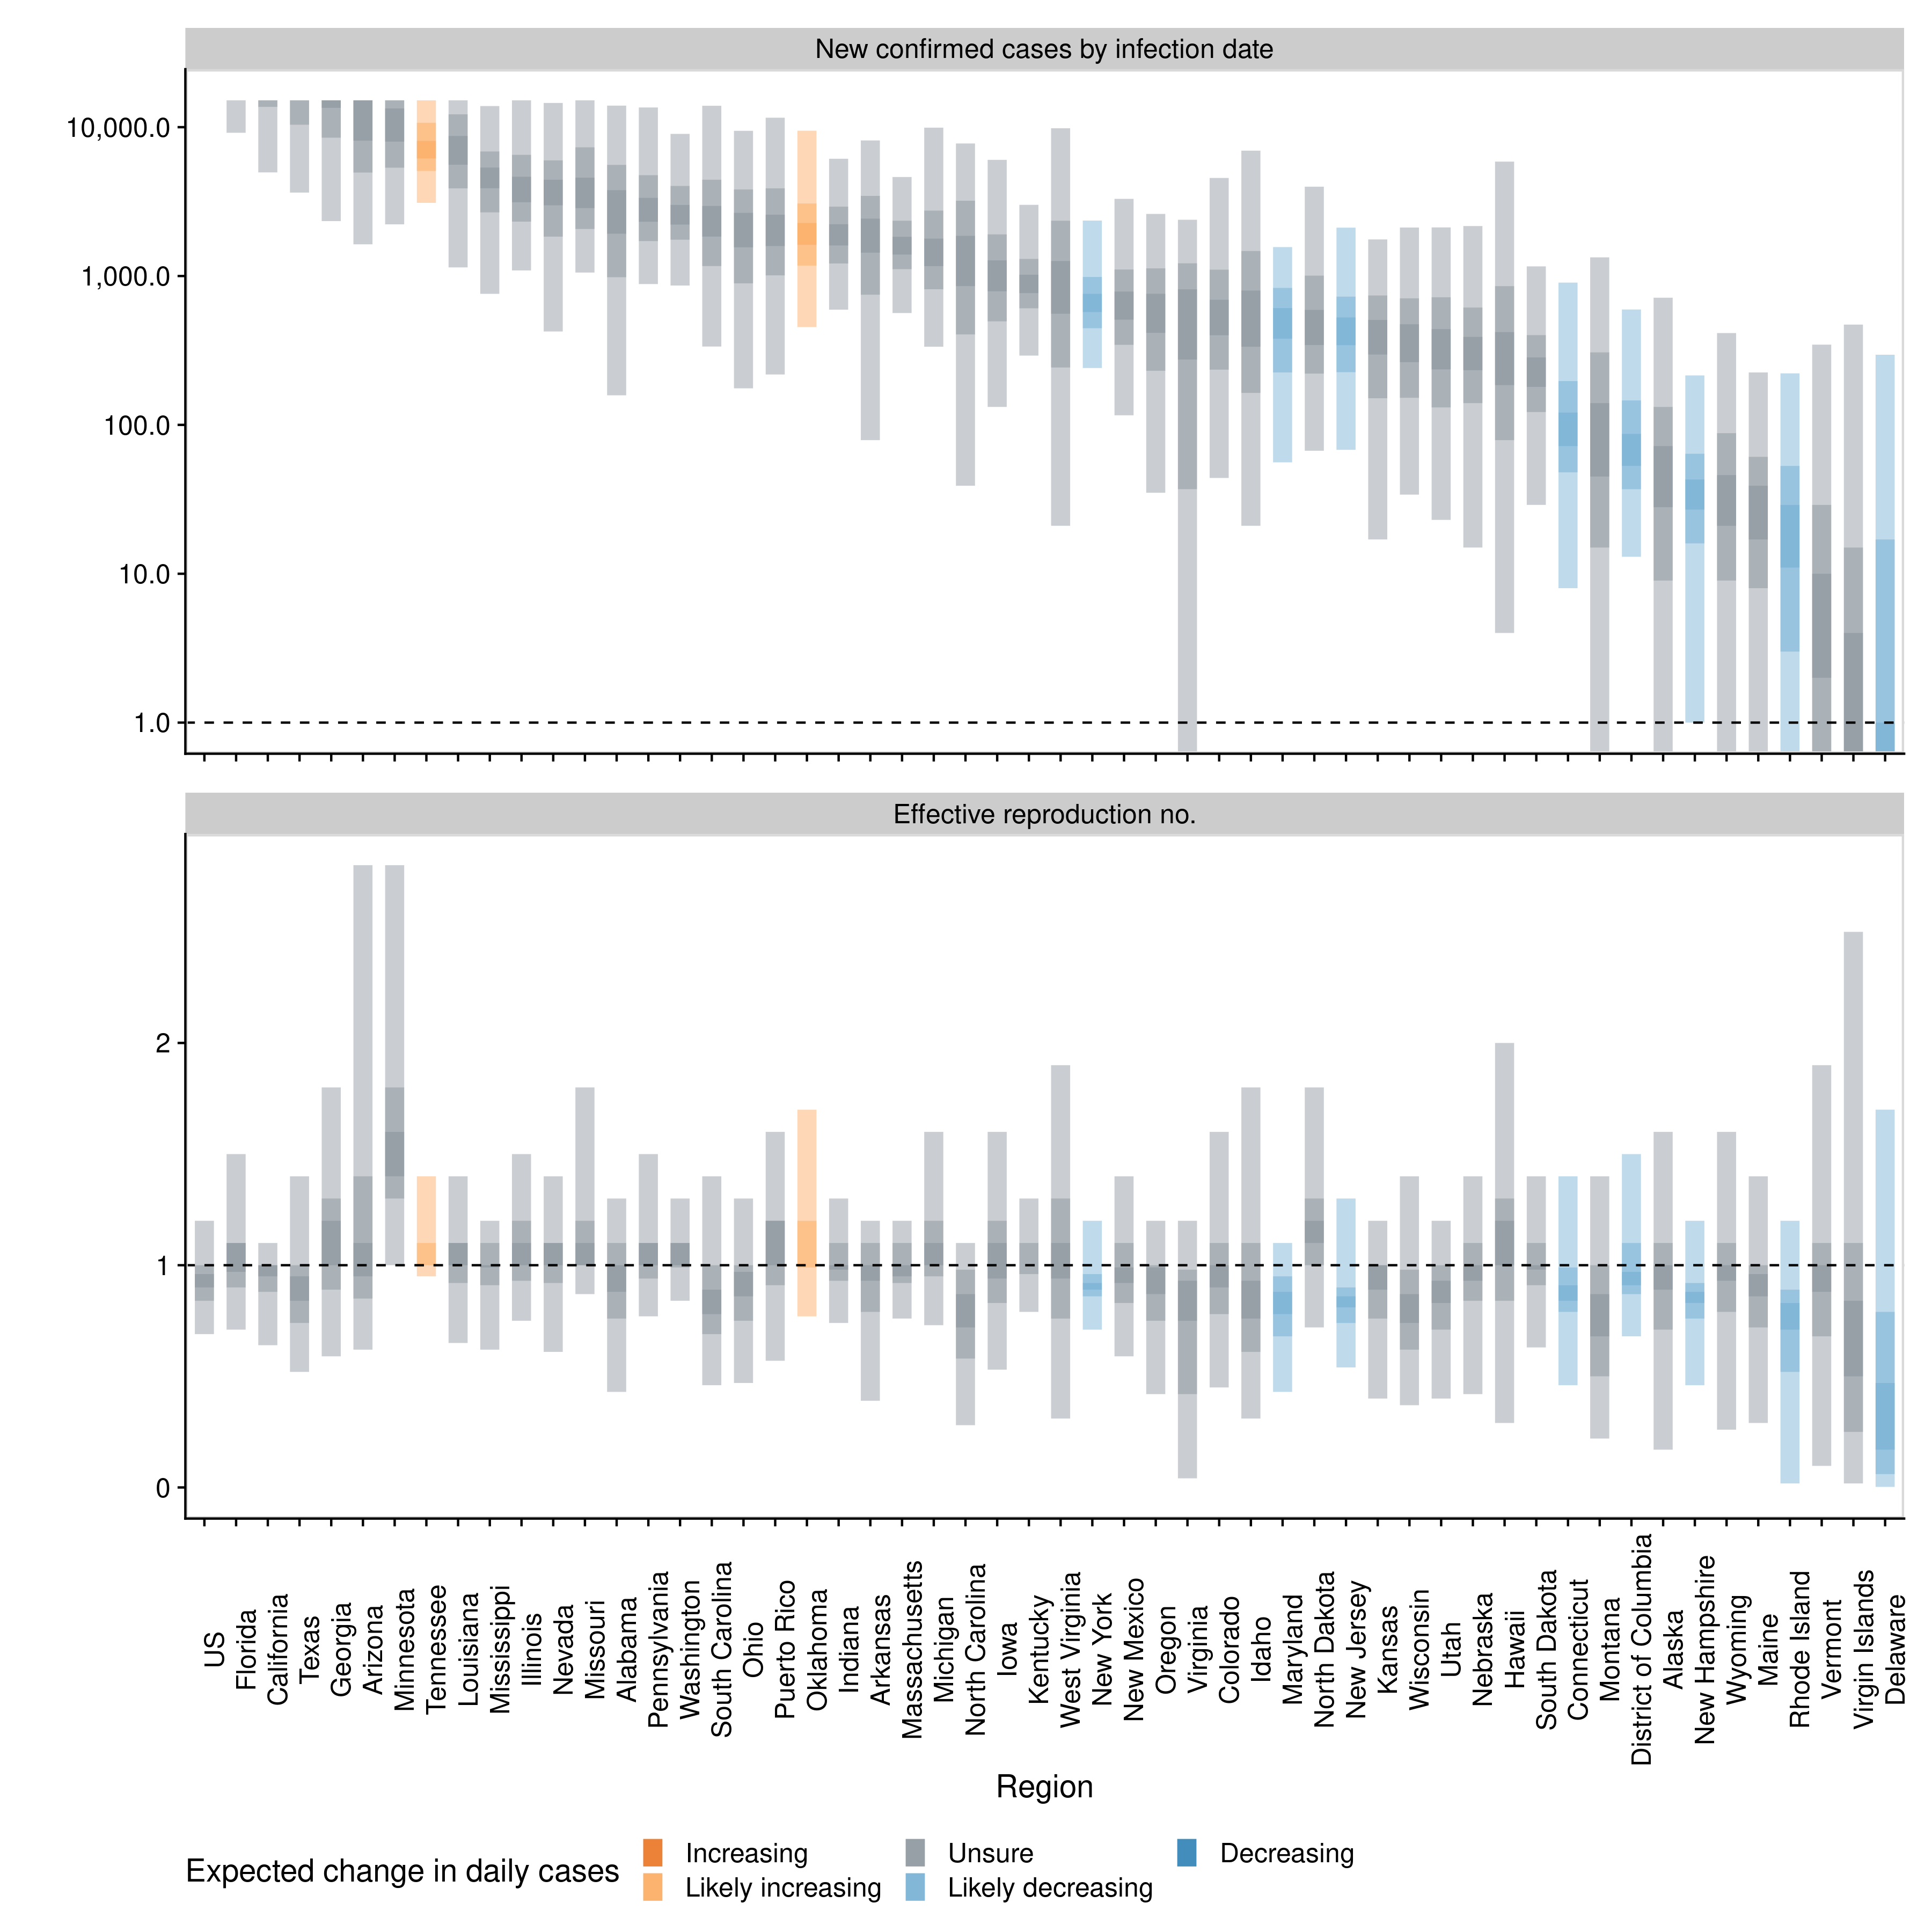 New confirmed cases by infection date
10,000.0
1,000.0
100.0
10.0
1.0
Effective reproduction no.
2
1
0
US
Florida
California
Texas
Georgia
Arizona
Minnesota
Tennessee
Louisiana
Mississippi
Illinois
Nevada
Missouri
Alabama
Pennsylvania
Washington
South Carolina
Ohio
Puerto Rico
Oklahoma
Indiana
Arkansas
Massachusetts
Michigan
North Carolina
Iowa
Kentucky
West Virginia
New York
New Mexico
Oregon
Virginia
Colorado
Idaho
Maryland
North Dakota
New Jersey
Kansas
Wisconsin
Utah
Nebraska
Hawaii
South Dakota
Connecticut
Montana
District of Columbia
Alaska
New Hampshire
Wyoming
Maine
Rhode Island
Vermont
Virgin Islands
Delaware
Region
Expected change in daily cases
Increasing
Likely increasing
Unsure
Likely decreasing
Decreasing